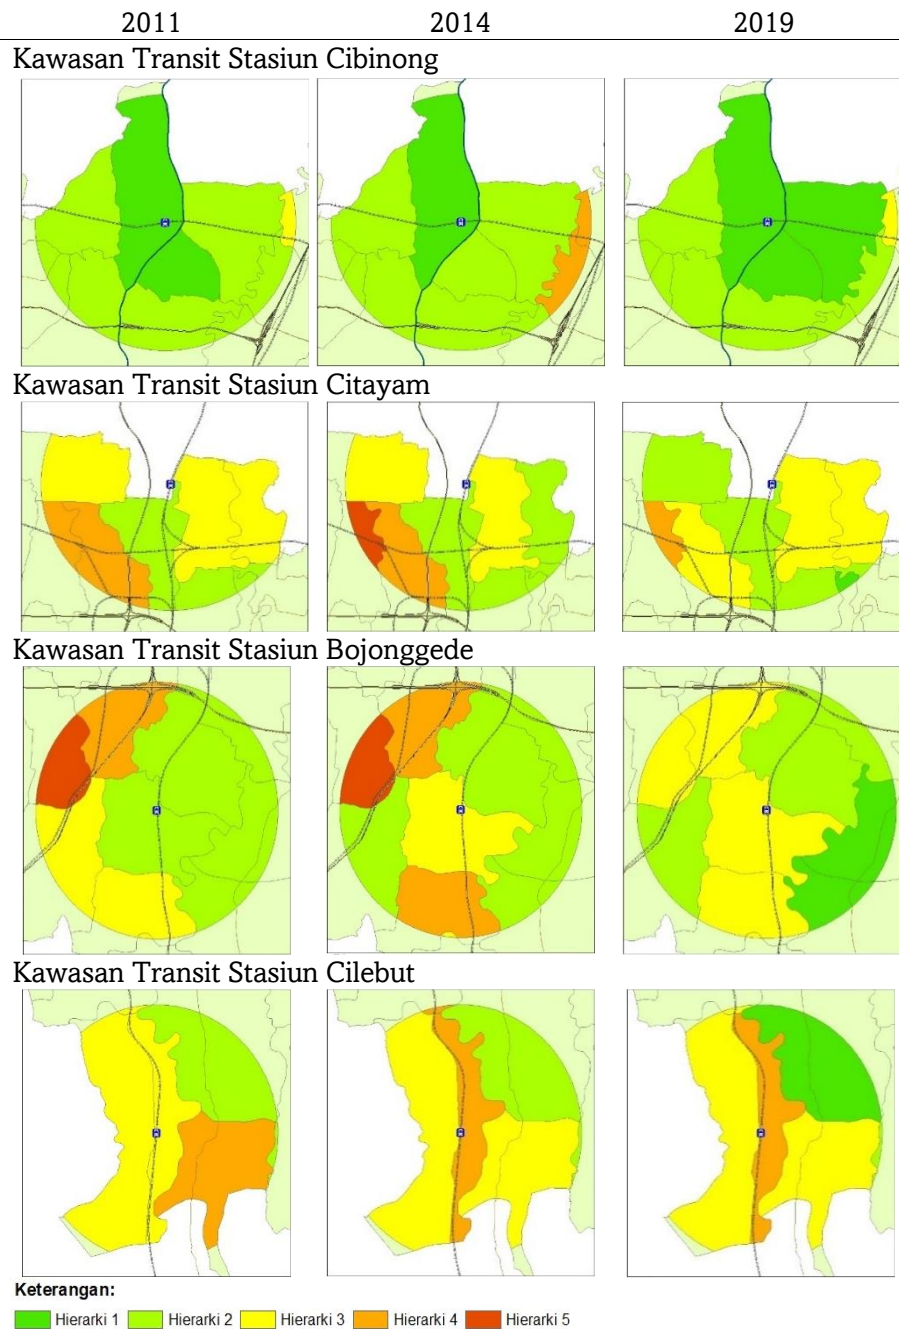 2011 2014 2019
Kawasan Transit Stasiun Cibinong
Kawasan Transit Stasiun Citayam
Kawasan Transit Stasiun Bojonggede
Kawasan Transit Stasiun Cilebut
Keterangan:
Hierarki 1 Hierarki 2 Hierarki 3 Hierarki 4 Hierarki 5